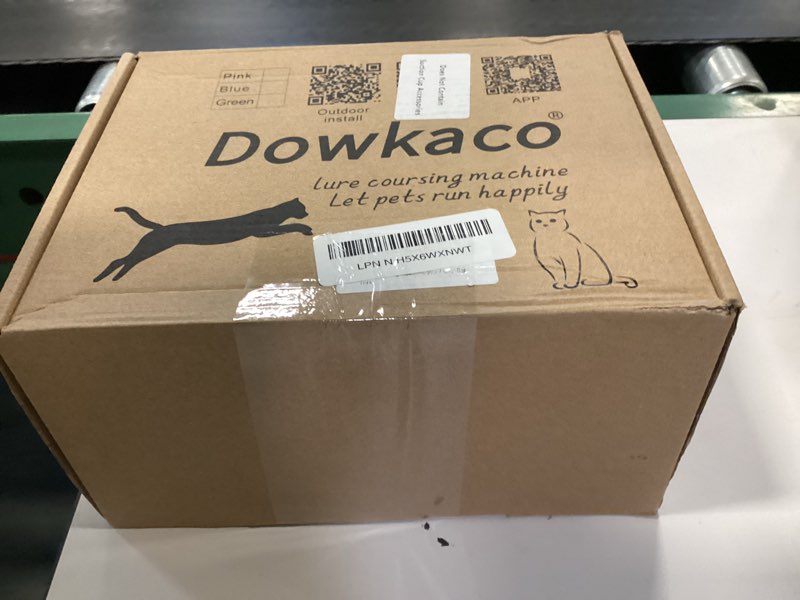 Pink
Blue
Green
Outdoor
install
Does Not Contain
Suction Cup Accessories
APP
Dowkaco®
lure coursing machine
Let pets run happily
LPN N H5X6WXNWT